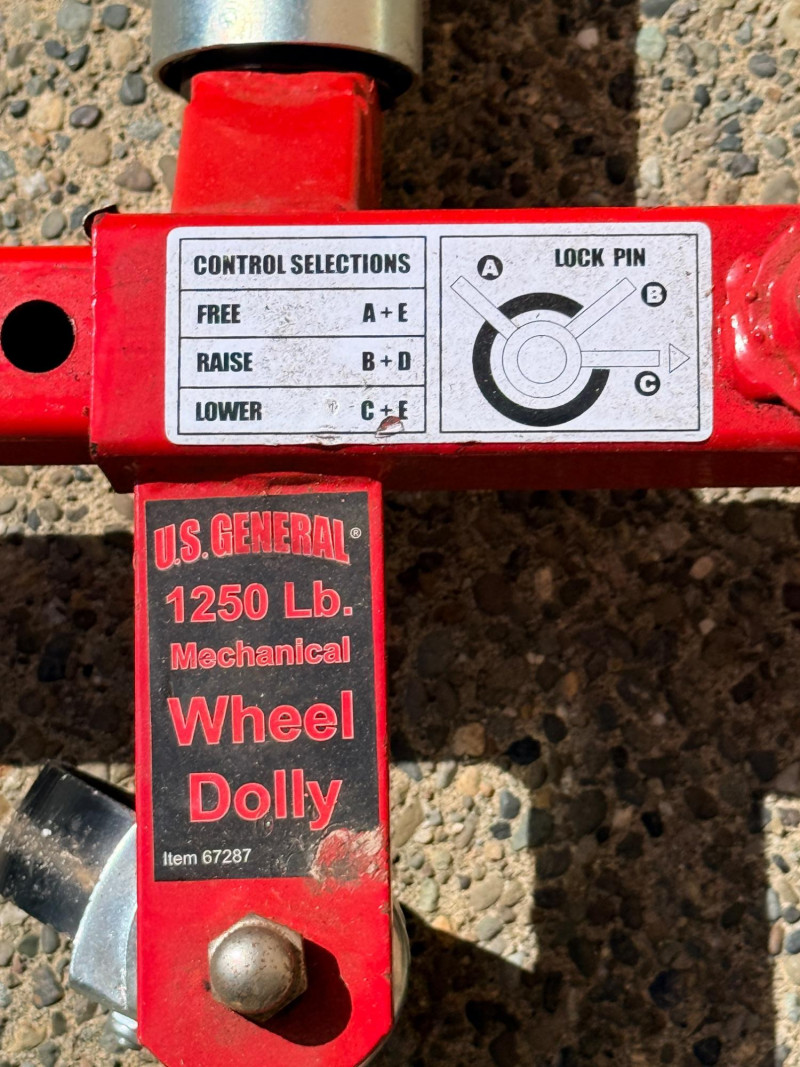 CONTROL SELECTIONS
FREE A + E
RAISE B + D
LOWER C + E
LOCK PIN
A
B
C
U.S. GENERAL®
1250 Lb.
Mechanical
Wheel
Dolly
Item 67287